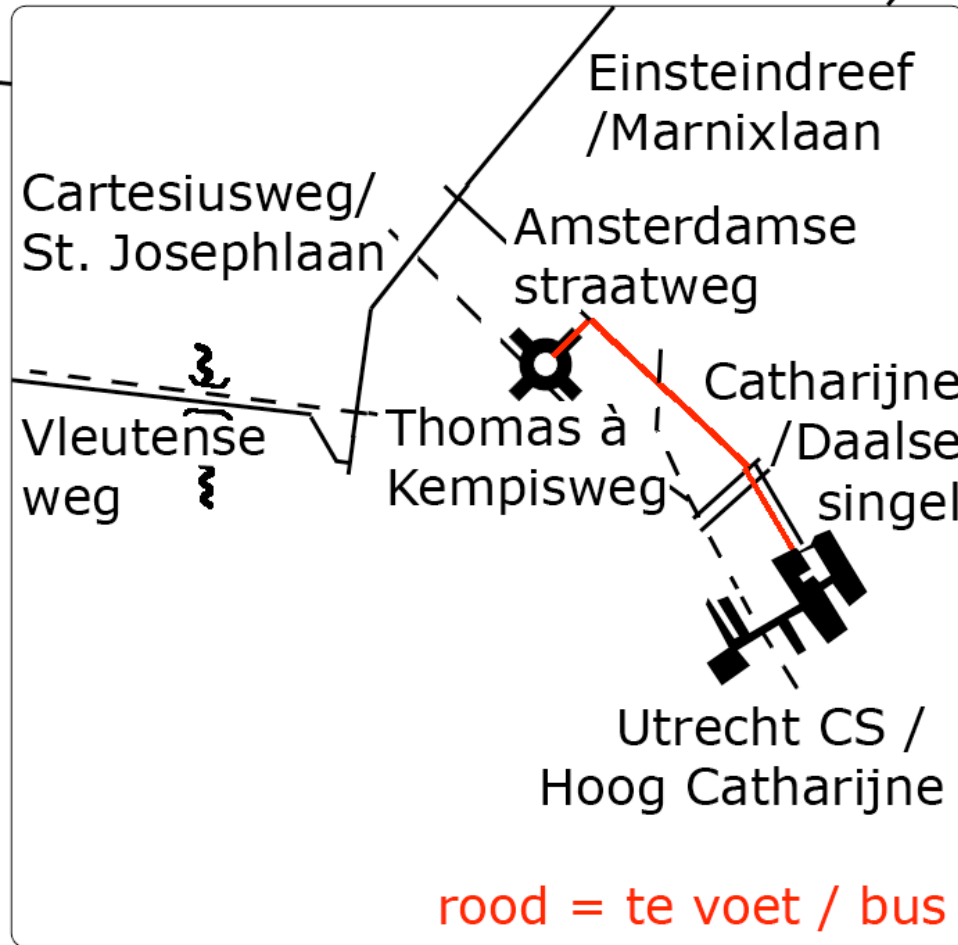 Einsteindreef
/Marnixlaan
Cartesiusweg/
St. Josephlaan
Amsterdamse
straatweg
Catharijne
/Daalse
singel
Vleutense
weg
Thomas à
Kempisweg
Utrecht CS /
Hoog Catharijne
rood = te voet / bus